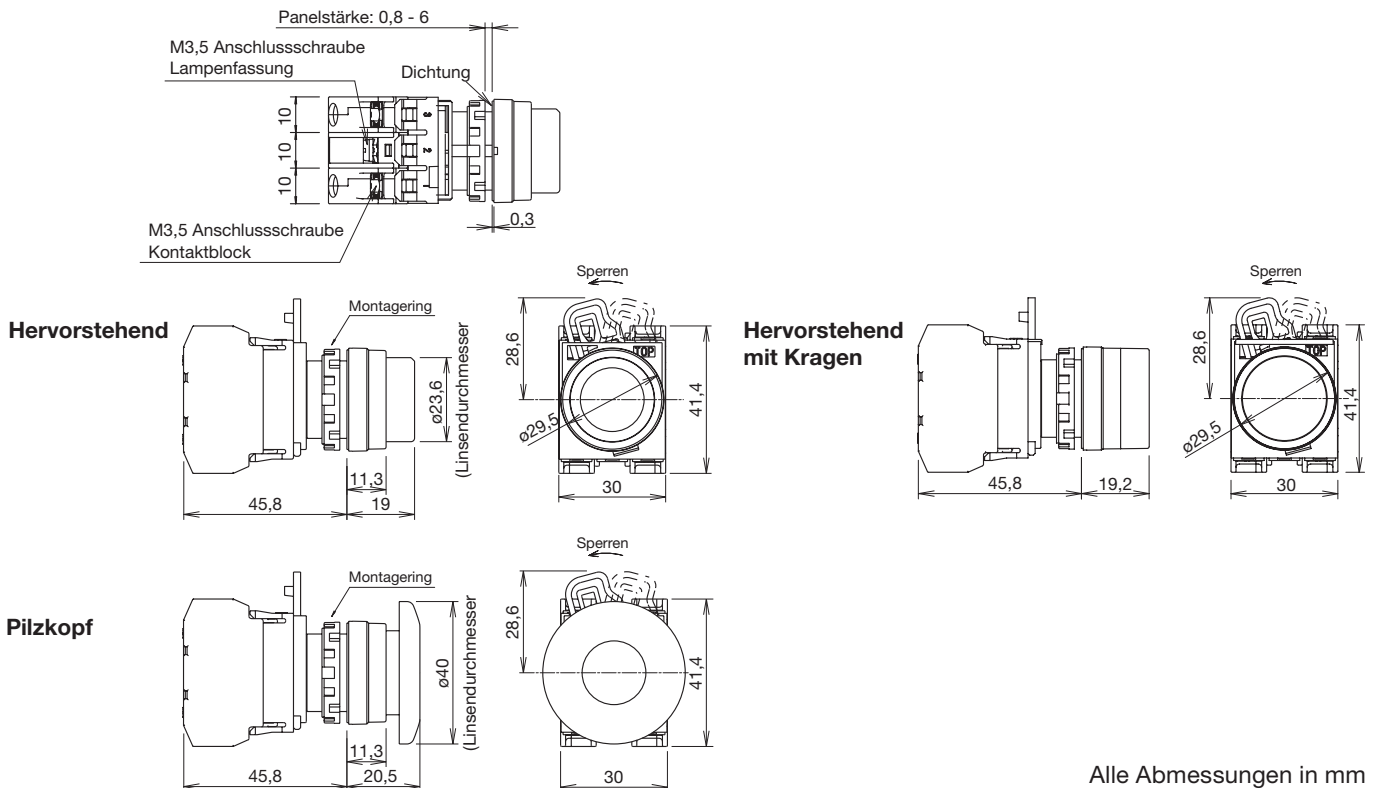 Panelstärke: 0,8 - 6
M3,5 Anschlussschraube
Lampenfassung
Dichtung
10
10
10
3
2
1
0,3
M3,5 Anschlussschraube
Kontaktblock
Hervorstehend
Montagering
ø23,6
(Linsendurchmesser
11,3
45,8
19
Sperren
28,6
TOP
ø29,5
41,4
30
Hervorstehend
mit Kragen
45,8
19,2
Sperren
28,6
TOP
ø29,5
41,4
30
Pilzkopf
Montagering
ø40
(Linsendurchmesser
11,3
45,8
20,5
Sperren
28,6
41,4
30
Alle Abmessungen in mm